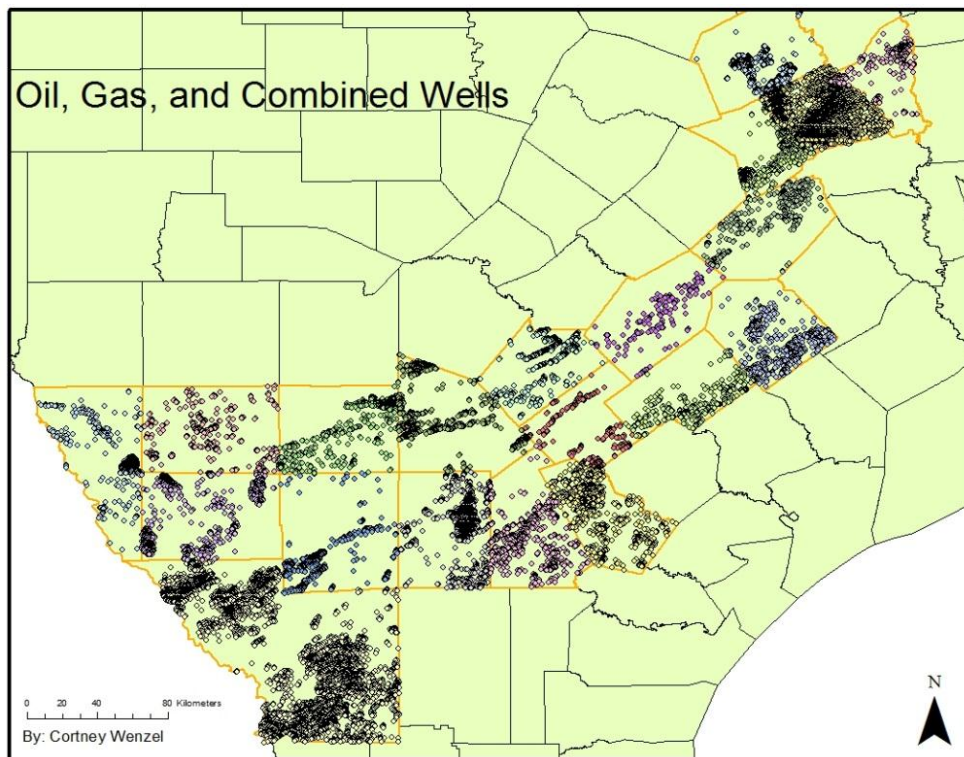 Oil, Gas, and Combined Wells
0 20 40 80 Kilometers
By: Cortney Wenzel
N